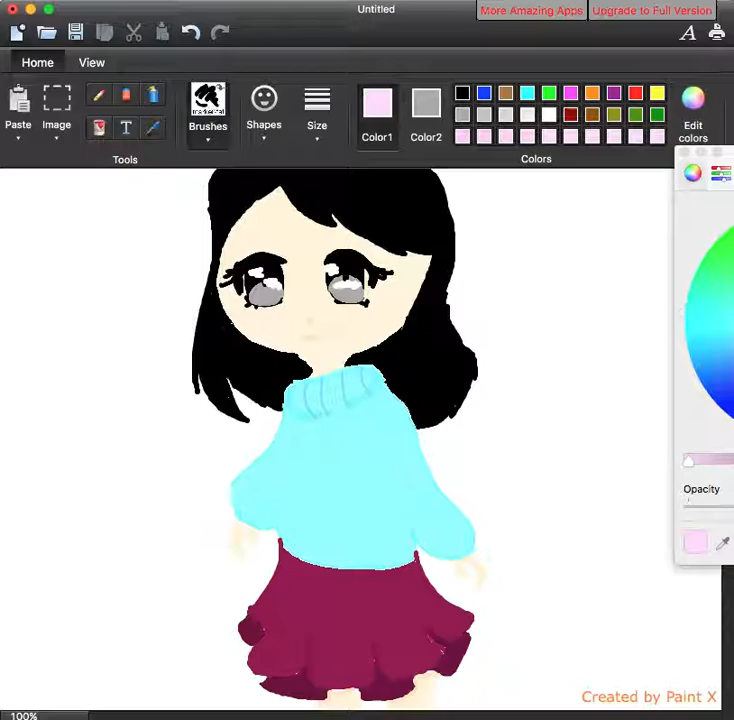 Untitled
More Amazing Apps Upgrade to Full Version
A
Home View
Paste Image Brushes Shapes Size Color1 Color2 Edit colors
T
Tools Colors
Opacity
Created by Paint X
100%